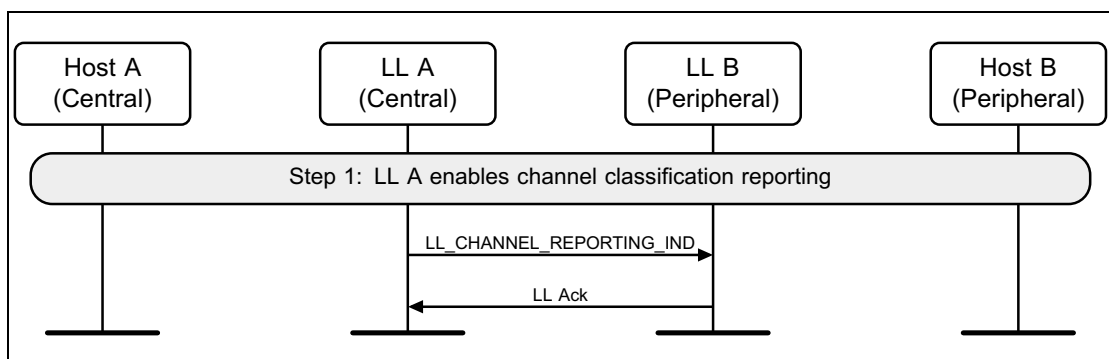 Host A
(Central)
LL A
(Central)
LL B
(Peripheral)
Host B
(Peripheral)
Step 1: LL A enables channel classification reporting
LL_CHANNEL_REPORTING_IND
LL Ack